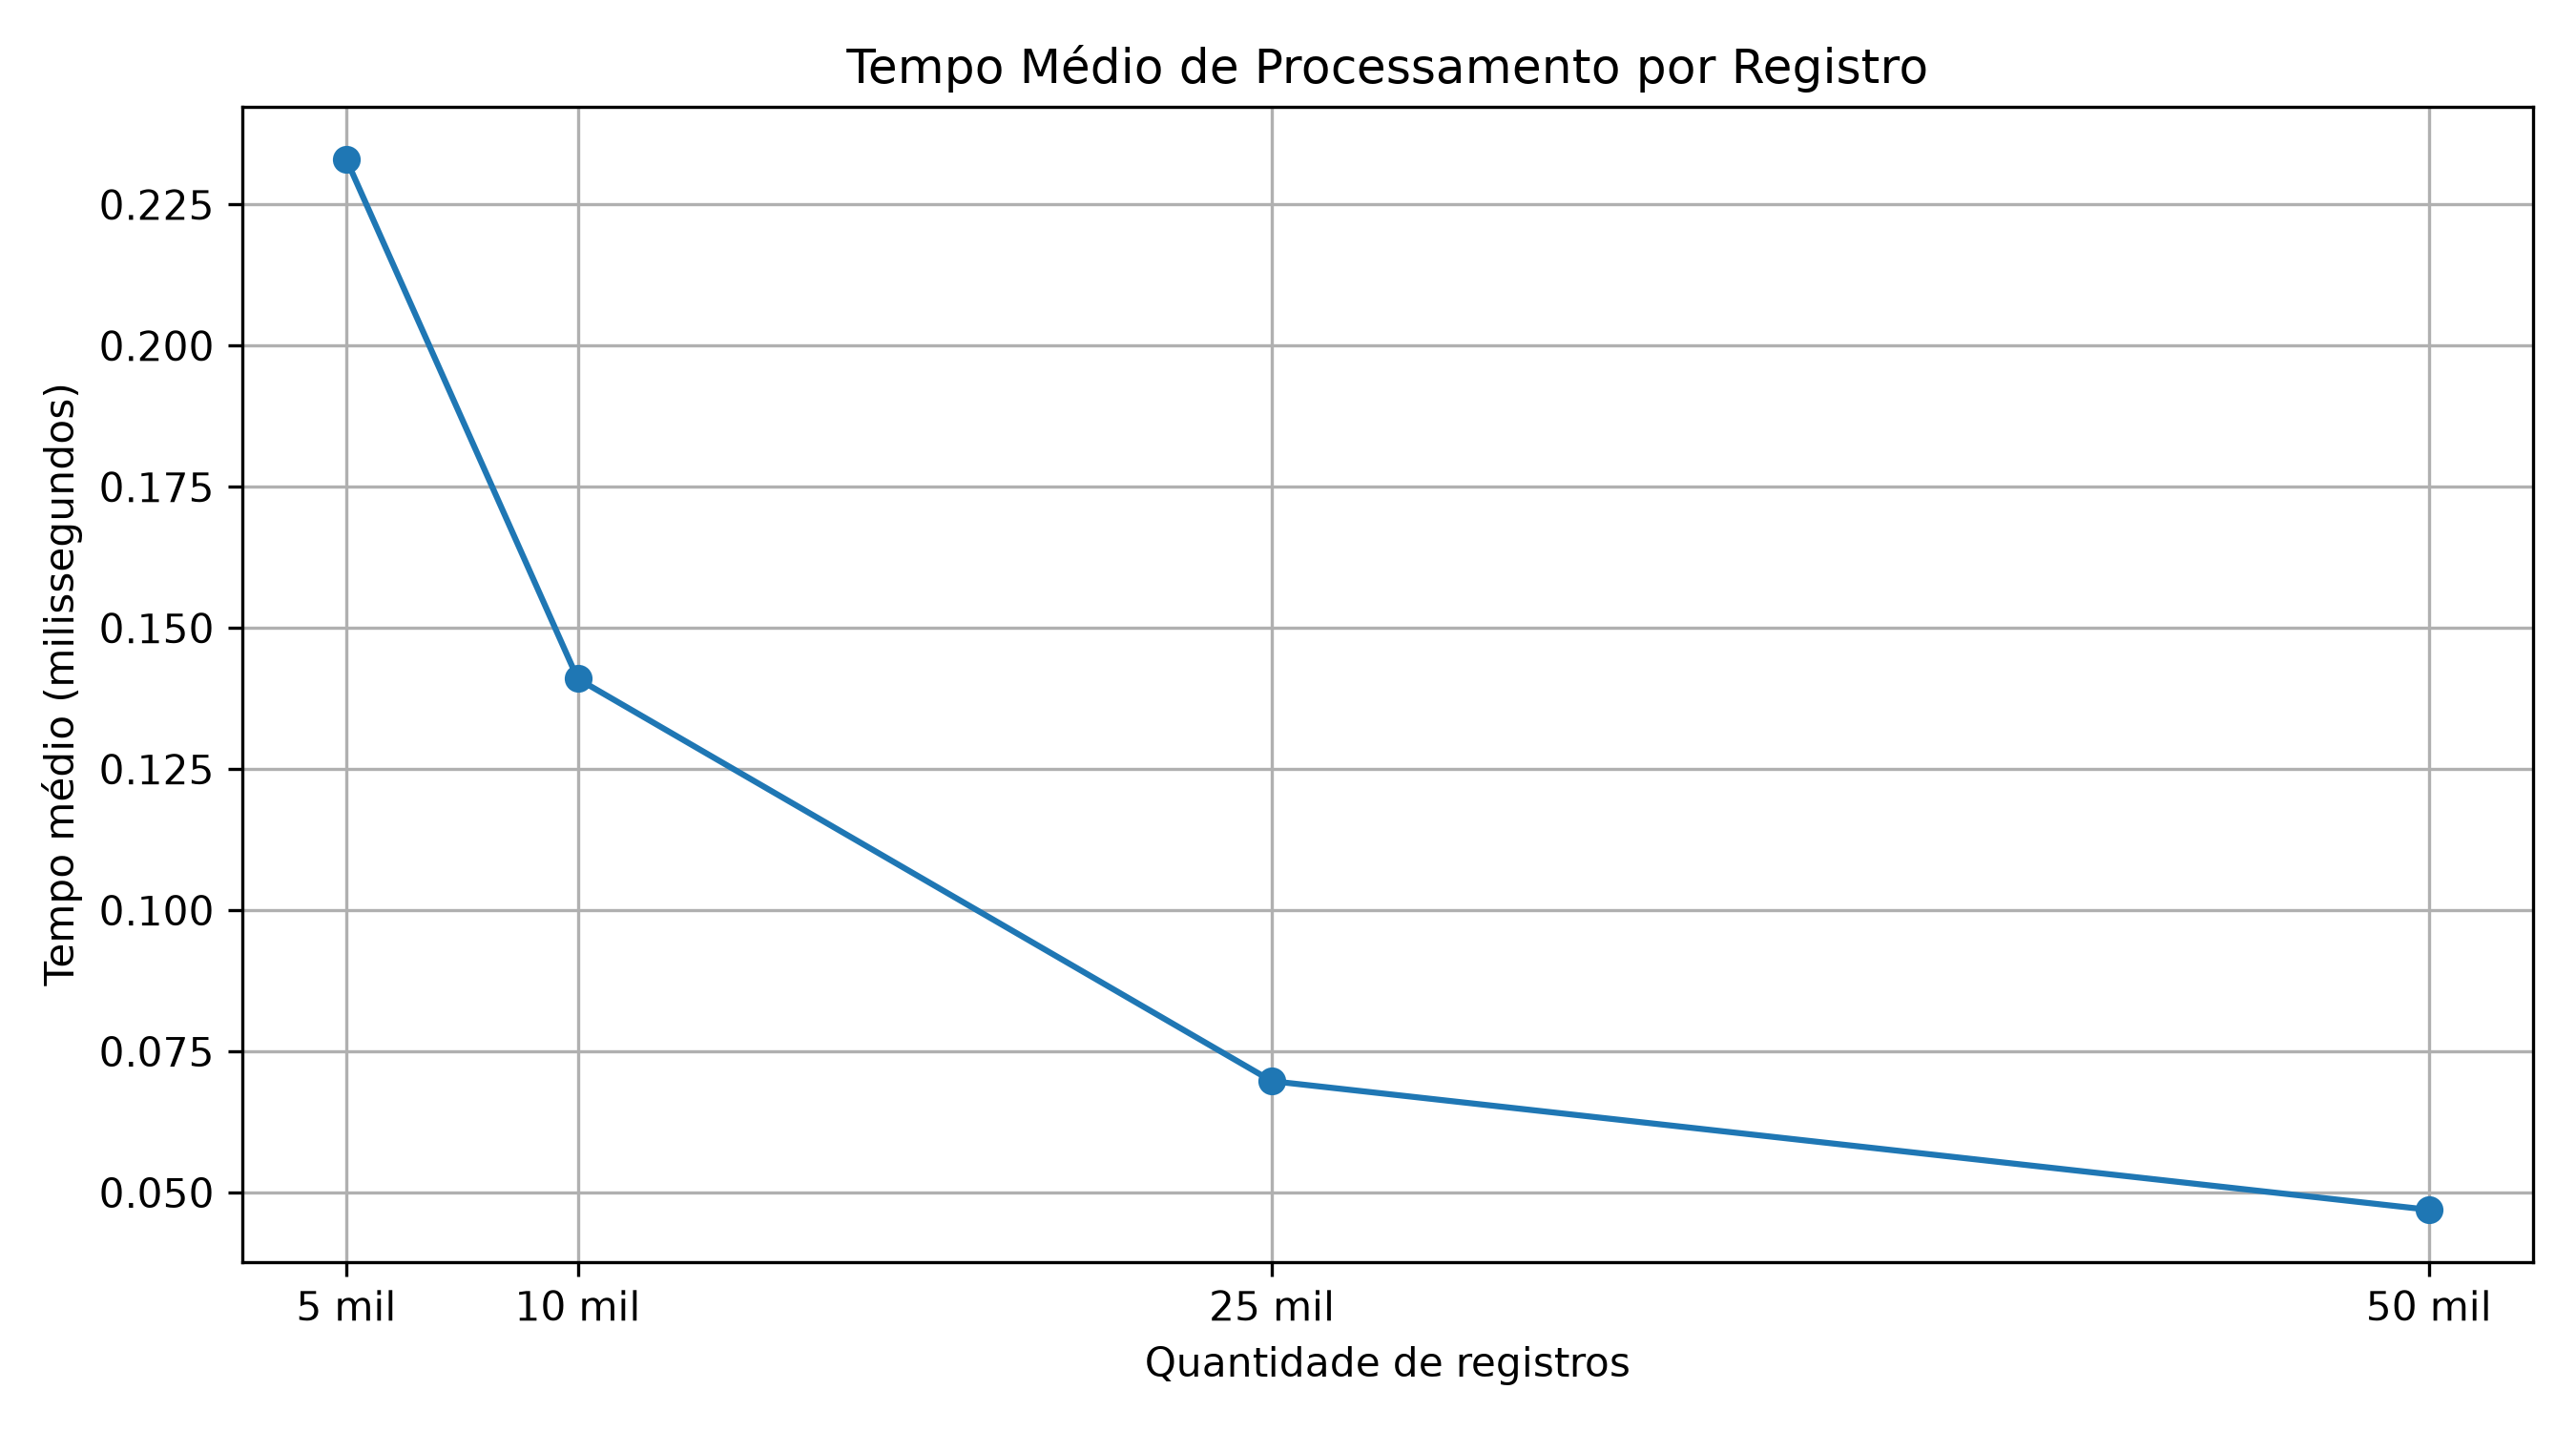 Tempo Médio de Processamento por Registro
Tempo médio (milissegundos)
0.225
0.200
0.175
0.150
0.125
0.100
0.075
0.050
5 mil 10 mil 25 mil 50 mil
Quantidade de registros